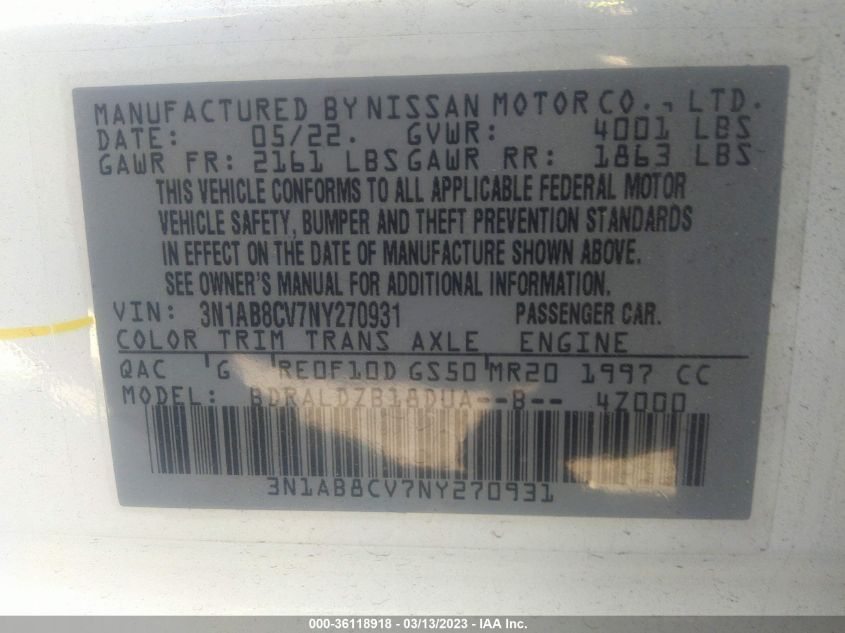 MANUFACTURED BY NISSAN MOTOR CO., LTD.
DATE: 05/22. GVWR: 4001 LBS
GAWR FR: 2161 LBS GAWR RR: 1863 LBS
THIS VEHICLE CONFORMS TO ALL APPLICABLE FEDERAL MOTOR
VEHICLE SAFETY, BUMPER AND THEFT PREVENTION STANDARDS
IN EFFECT ON THE DATE OF MANUFACTURE SHOWN ABOVE.
SEE OWNER'S MANUAL FOR ADDITIONAL INFORMATION.
VIN: 3N1AB8CV7NY270931 PASSENGER CAR.
COLOR TRIM TRANS AXLE ENGINE
QAC G RE0F10D GS50 MR20 1997 CC
MODEL: BDRALDZB18DUA--B-- 4Z000
3N1AB8CV7NY270931
000-36118918 - 03/13/2023 - IAA Inc.